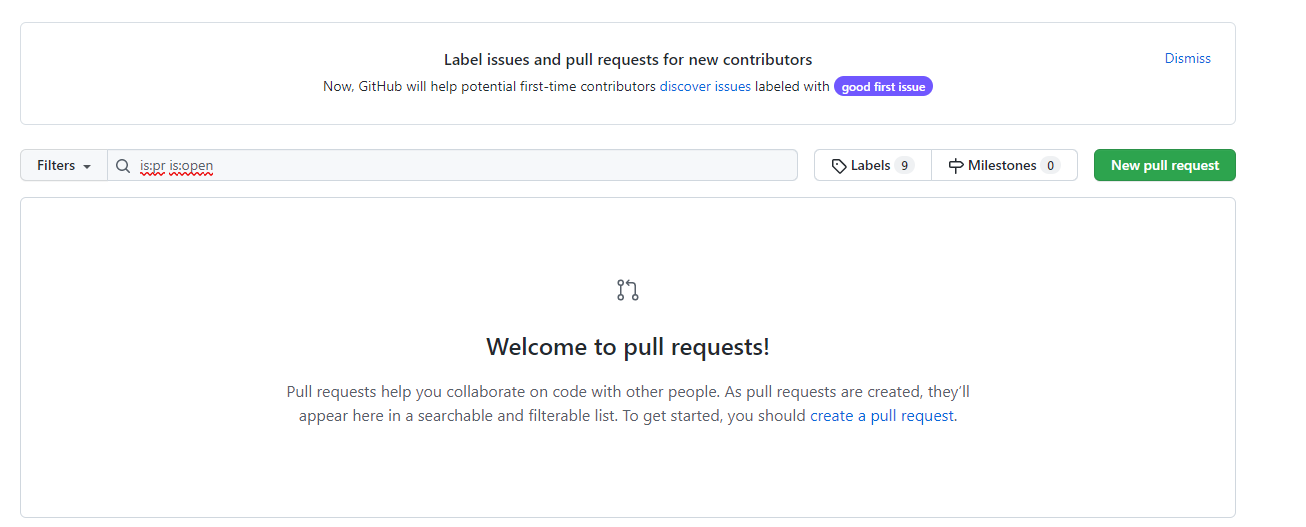 Label issues and pull requests for new contributors
Dismiss
Now, GitHub will help potential first-time contributors discover issues labeled with good first issue
Filters
is:pr is:open
Labels 9
Milestones 0
New pull request
Welcome to pull requests!
Pull requests help you collaborate on code with other people. As pull requests are created, they’ll
appear here in a searchable and filterable list. To get started, you should create a pull request.